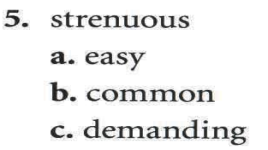 5. strenuous
a. easy
b. common
c. demanding